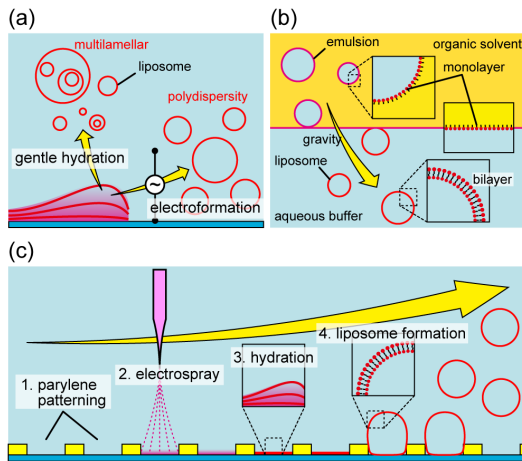 (a)
multilamellar
liposome
polydispersity
gentle hydration
~
electroformation
(b)
emulsion
organic solvent
monolayer
gravity
liposome
bilayer
aqueous buffer
(c)
1. parylene
patterning
2. electrospray
3. hydration
4. liposome formation